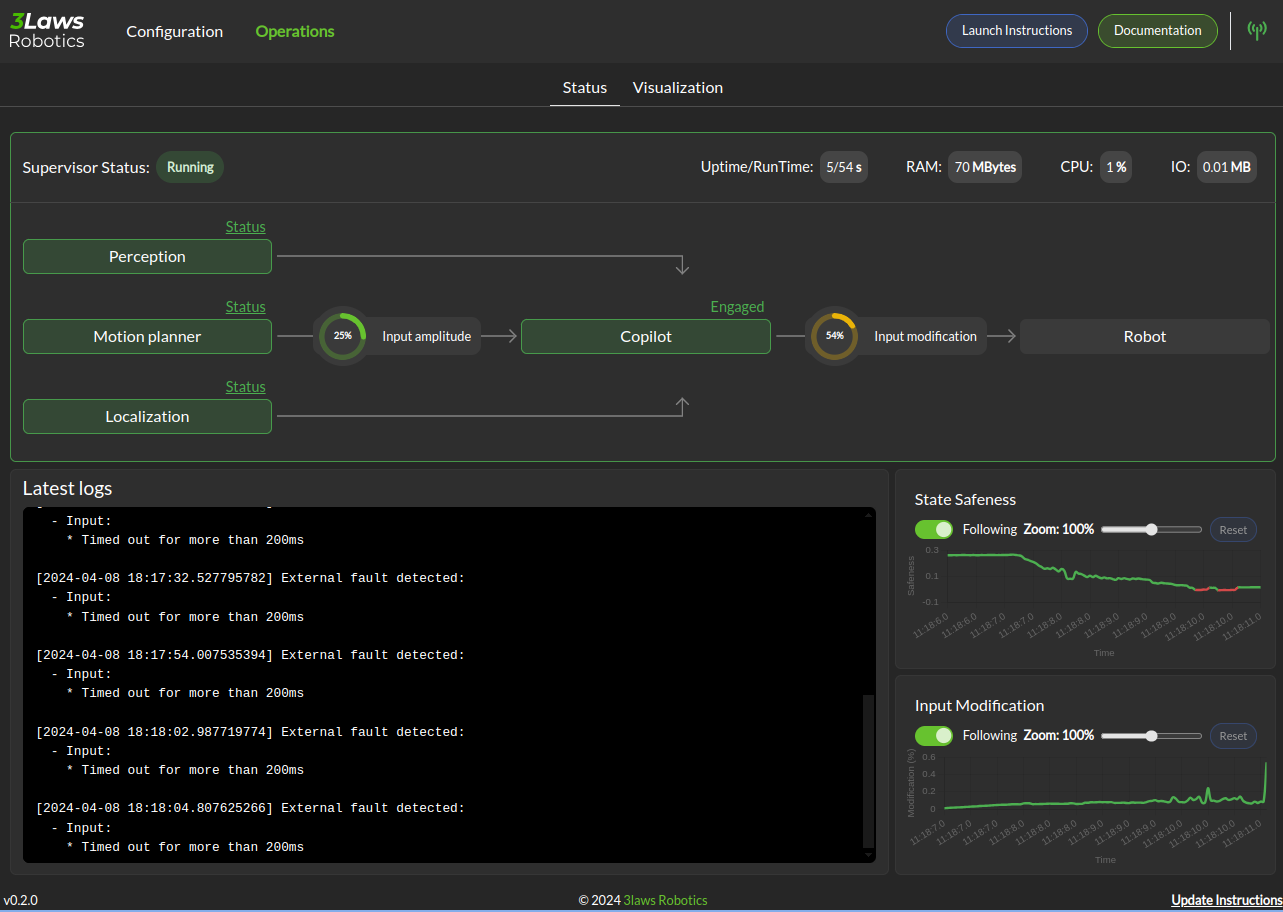 3Laws
Robotics
Configuration
Operations
Launch Instructions
Documentation
Status
Visualization
Supervisor Status: Running
Uptime/RunTime: 5/54 s
RAM: 70 MBytes
CPU: 1 %
IO: 0.01 MB
Status
Perception
Status
Motion planner
25%
Input amplitude
Engaged
Copilot
54%
Input modification
Robot
Status
Localization
Latest logs
- Input:
* Timed out for more than 200ms
[2024-04-08 18:17:32.527795782] External fault detected:
- Input:
* Timed out for more than 200ms
[2024-04-08 18:17:54.007535394] External fault detected:
- Input:
* Timed out for more than 200ms
[2024-04-08 18:18:02.987719774] External fault detected:
- Input:
* Timed out for more than 200ms
[2024-04-08 18:18:04.807625266] External fault detected:
- Input:
* Timed out for more than 200ms
State Safeness
Following Zoom: 100% Reset
Safeness
0.3
0.1
-0.1
11:18:6.0 11:18:6.0 11:18:7.0 11:18:7.0 11:18:8.0 11:18:8.0 11:18:9.0 11:18:9.0 11:18:9.0 11:18:10.0 11:18:10.0 11:18:11.0
Time
Input Modification
Following Zoom: 100% Reset
Modification (%)
0.6
0.4
0.2
0
11:18:7.0 11:18:7.0 11:18:7.0 11:18:8.0 11:18:8.0 11:18:8.0 11:18:9.0 11:18:9.0 11:18:9.0 11:18:10.0 11:18:10.0 11:18:10.0 11:18:11.0
Time
v0.2.0
© 2024 3laws Robotics
Update Instructions